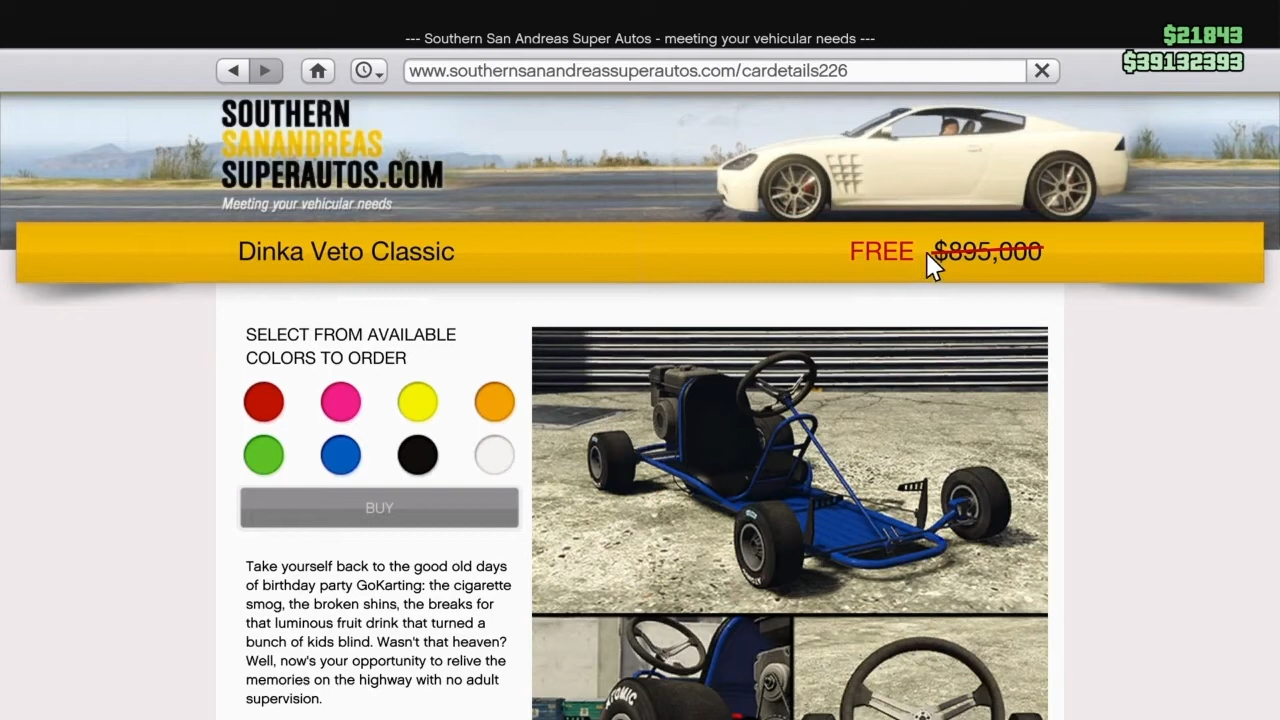 --- Southern San Andreas Super Autos - meeting your vehicular needs ---
$21843
$39132393
www.southernsanandreassuperautos.com/cardetails226
SOUTHERN
SANANDREAS
SUPERAUTOS.COM
Meeting your vehicular needs
Dinka Veto Classic
FREE $895,000
SELECT FROM AVAILABLE
COLORS TO ORDER
BUY
Take yourself back to the good old days
of birthday party GoKarting: the cigarette
smog, the broken shins, the breaks for
that luminous fruit drink that turned a
bunch of kids blind. Wasn't that heaven?
Well, now's your opportunity to relive the
memories on the highway with no adult
supervision.
ATOMIC